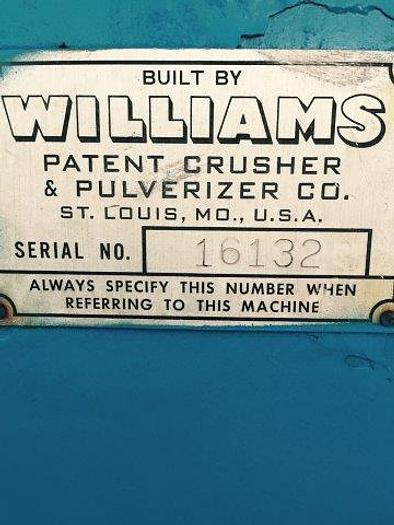 BUILT BY
WILLIAMS
PATENT CRUSHER
& PULVERIZER CO.
ST. LOUIS, MO., U.S.A.
SERIAL NO. 16132
ALWAYS SPECIFY THIS NUMBER WHEN
REFERRING TO THIS MACHINE